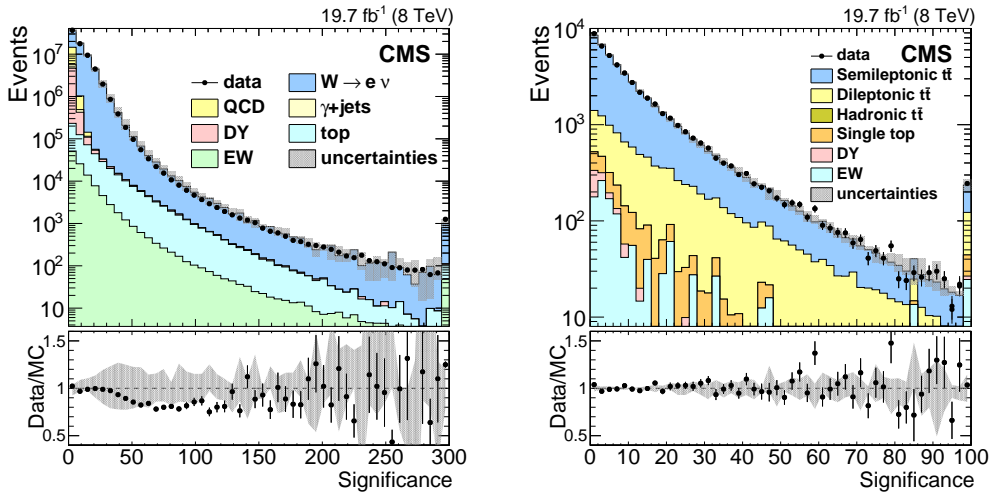 19.7 fb⁻¹ (8 TeV)
CMS
Events
10⁷
10⁶
10⁵
10⁴
10³
10²
10
data
W → e ν
QCD
γ+jets
DY
top
EW
uncertainties
Data/MC
1.5
1
0.5
0 50 100 150 200 250 300
Significance
19.7 fb⁻¹ (8 TeV)
CMS
Events
10⁴
10³
10²
10
data
Semileptonic tt̄
Dileptonic tt̄
Hadronic tt̄
Single top
DY
EW
uncertainties
Data/MC
1.5
1
0.5
0 10 20 30 40 50 60 70 80 90 100
Significance